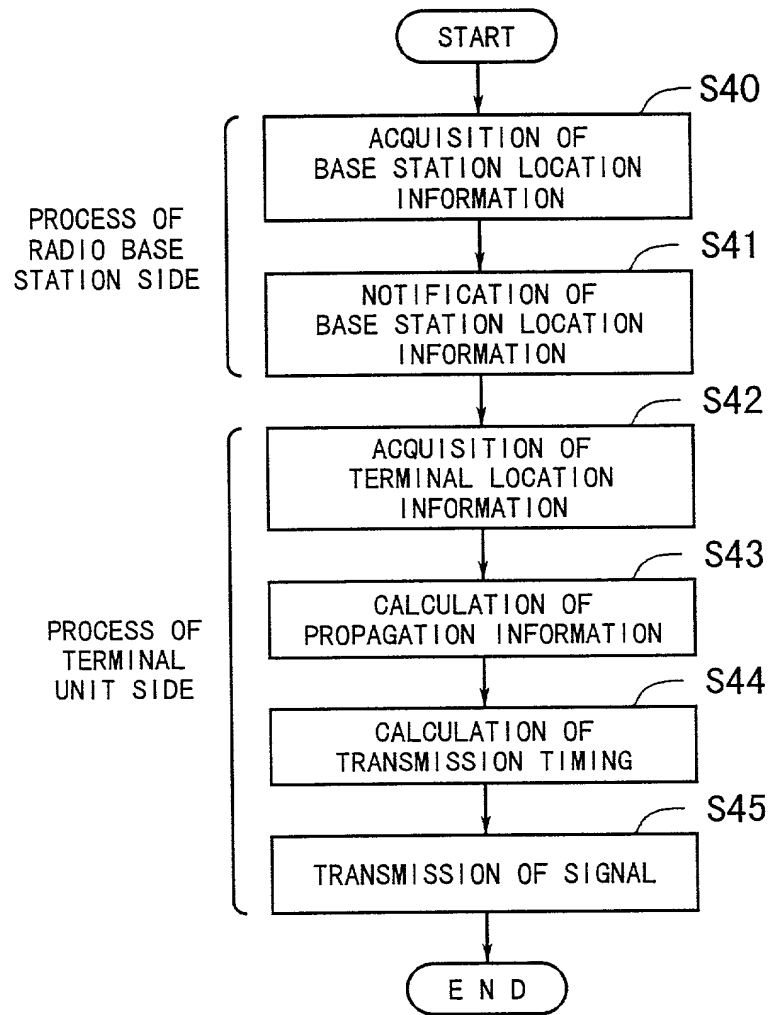 START
S40
ACQUISITION OF
BASE STATION LOCATION
INFORMATION
PROCESS OF
RADIO BASE
STATION SIDE
S41
NOTIFICATION OF
BASE STATION LOCATION
INFORMATION
S42
ACQUISITION OF
TERMINAL LOCATION
INFORMATION
S43
CALCULATION OF
PROPAGATION INFORMATION
PROCESS OF
TERMINAL
UNIT SIDE
S44
CALCULATION OF
TRANSMISSION TIMING
S45
TRANSMISSION OF SIGNAL
END